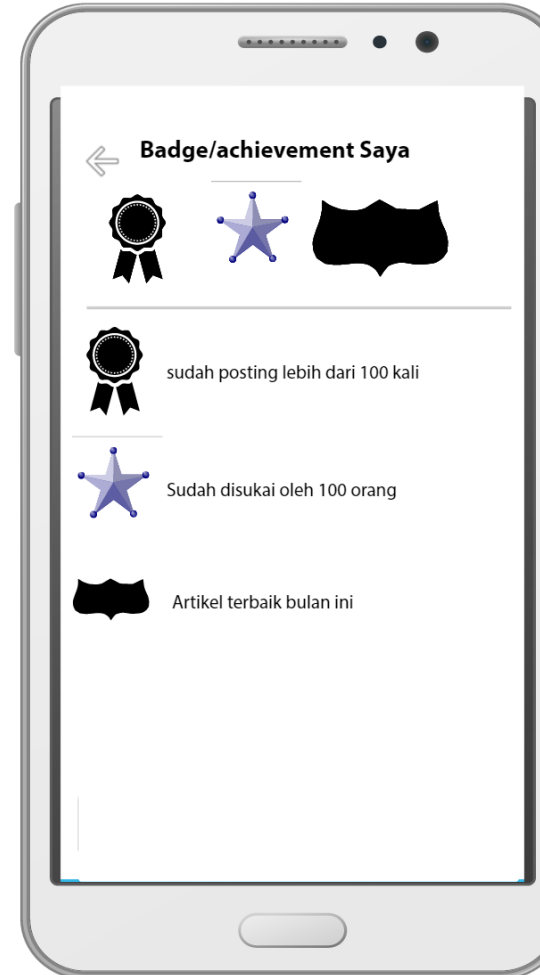 Badge/achievement Saya
sudah posting lebih dari 100 kali
Sudah disukai oleh 100 orang
Artikel terbaik bulan ini